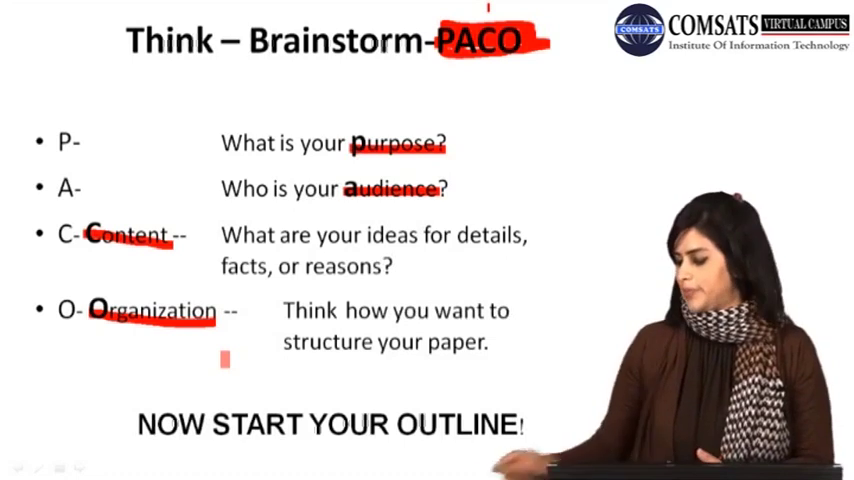 Think – Brainstorm-PACO
COMSATS VIRTUAL CAMPUS
Institute Of Information Technology
COMSATS
• P- What is your purpose?
• A- Who is your audience?
• C- Content -- What are your ideas for details,
facts, or reasons?
• O- Organization -- Think how you want to
structure your paper.
NOW START YOUR OUTLINE!